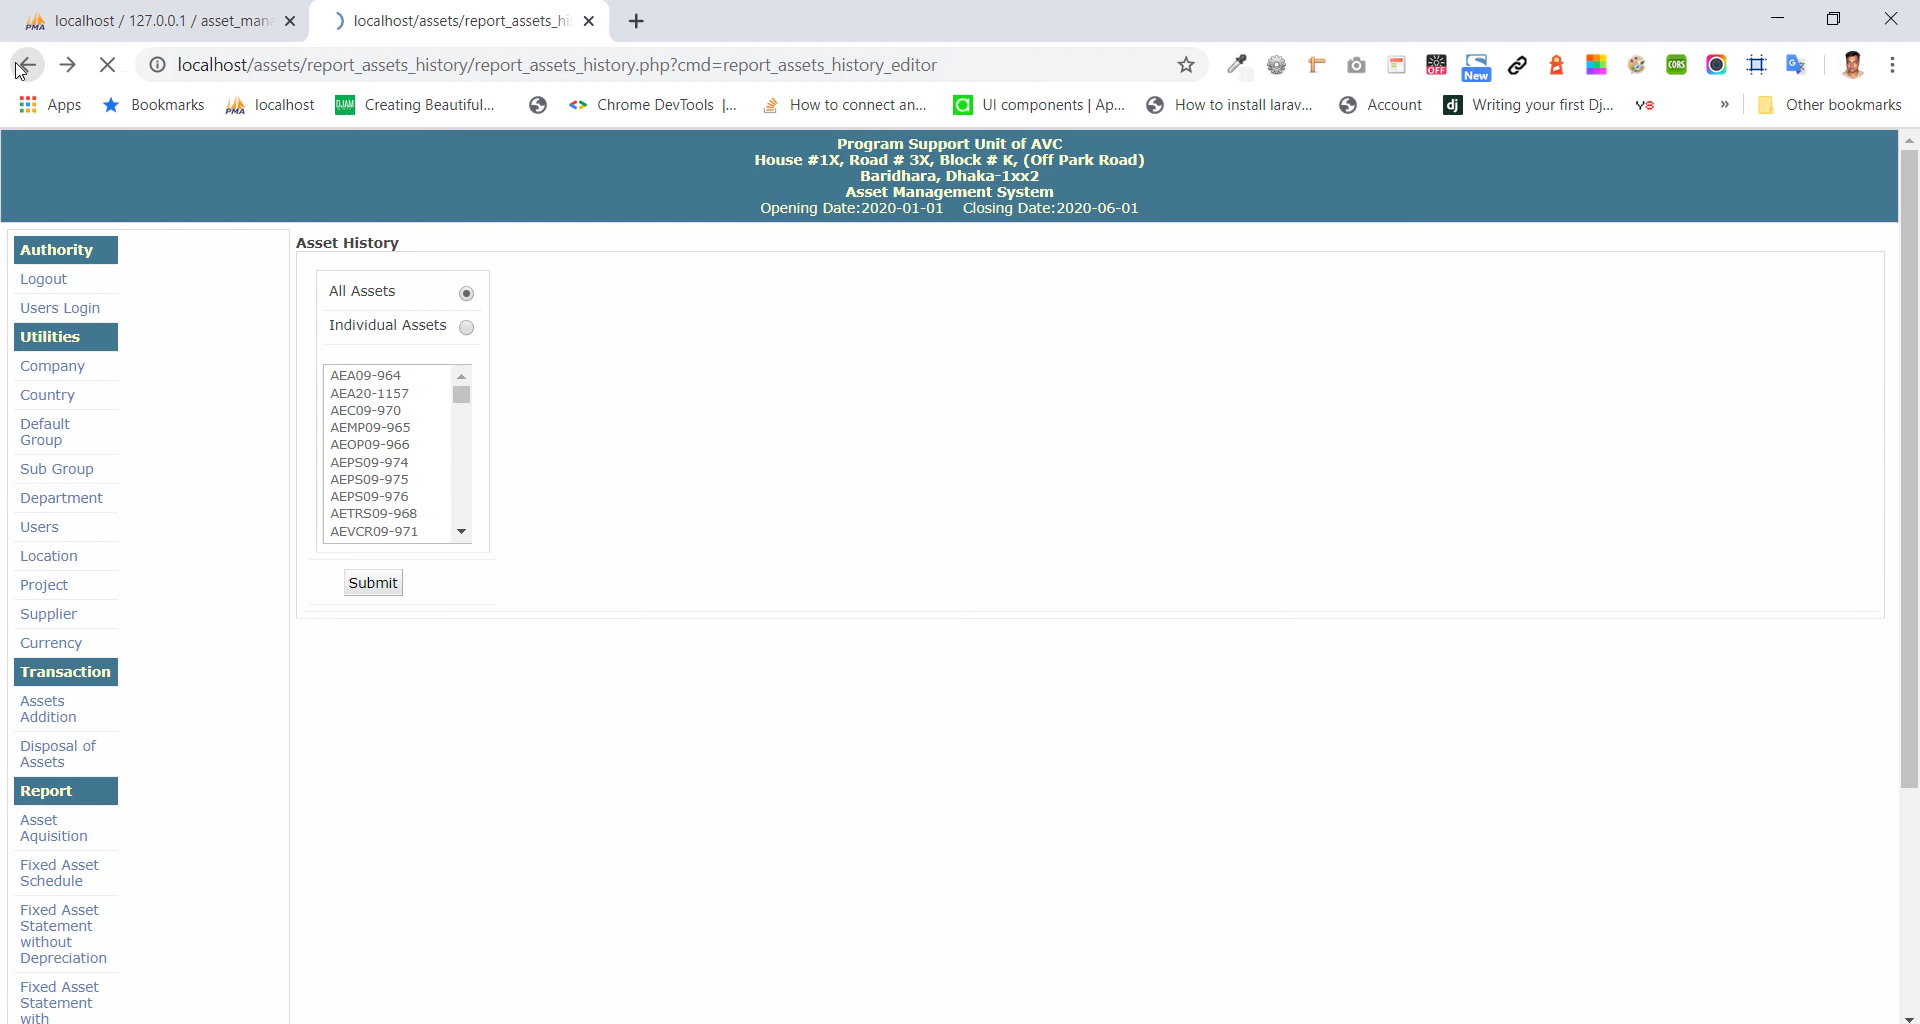 localhost / 127.0.0.1 / asset_mana
localhost/assets/report_assets_hi
localhost/assets/report_assets_history/report_assets_history.php?cmd=report_assets_history_editor
OFF
New
CORS
Apps
Bookmarks
PMA
localhost
DJAM
Creating Beautiful...
Chrome DevTools |...
How to connect an...
UI components | Ap...
How to install larav...
Account
dj
Writing your first Dj...
»
Other bookmarks
Program Support Unit of AVC
House #1X, Road # 3X, Block # K, (Off Park Road)
Baridhara, Dhaka-1xx2
Asset Management System
Opening Date:2020-01-01 Closing Date:2020-06-01
Authority
Logout
Users Login
Utilities
Company
Country
Default
Group
Sub Group
Department
Users
Location
Project
Supplier
Currency
Transaction
Assets
Addition
Disposal of
Assets
Report
Asset
Aquisition
Fixed Asset
Schedule
Fixed Asset
Statement
without
Depreciation
Fixed Asset
Statement
with
Asset History
All Assets
Individual Assets
AEA09-964
AEA20-1157
AEC09-970
AEMP09-965
AEOP09-966
AEPS09-974
AEPS09-975
AEPS09-976
AETRS09-968
AEVCR09-971
Submit